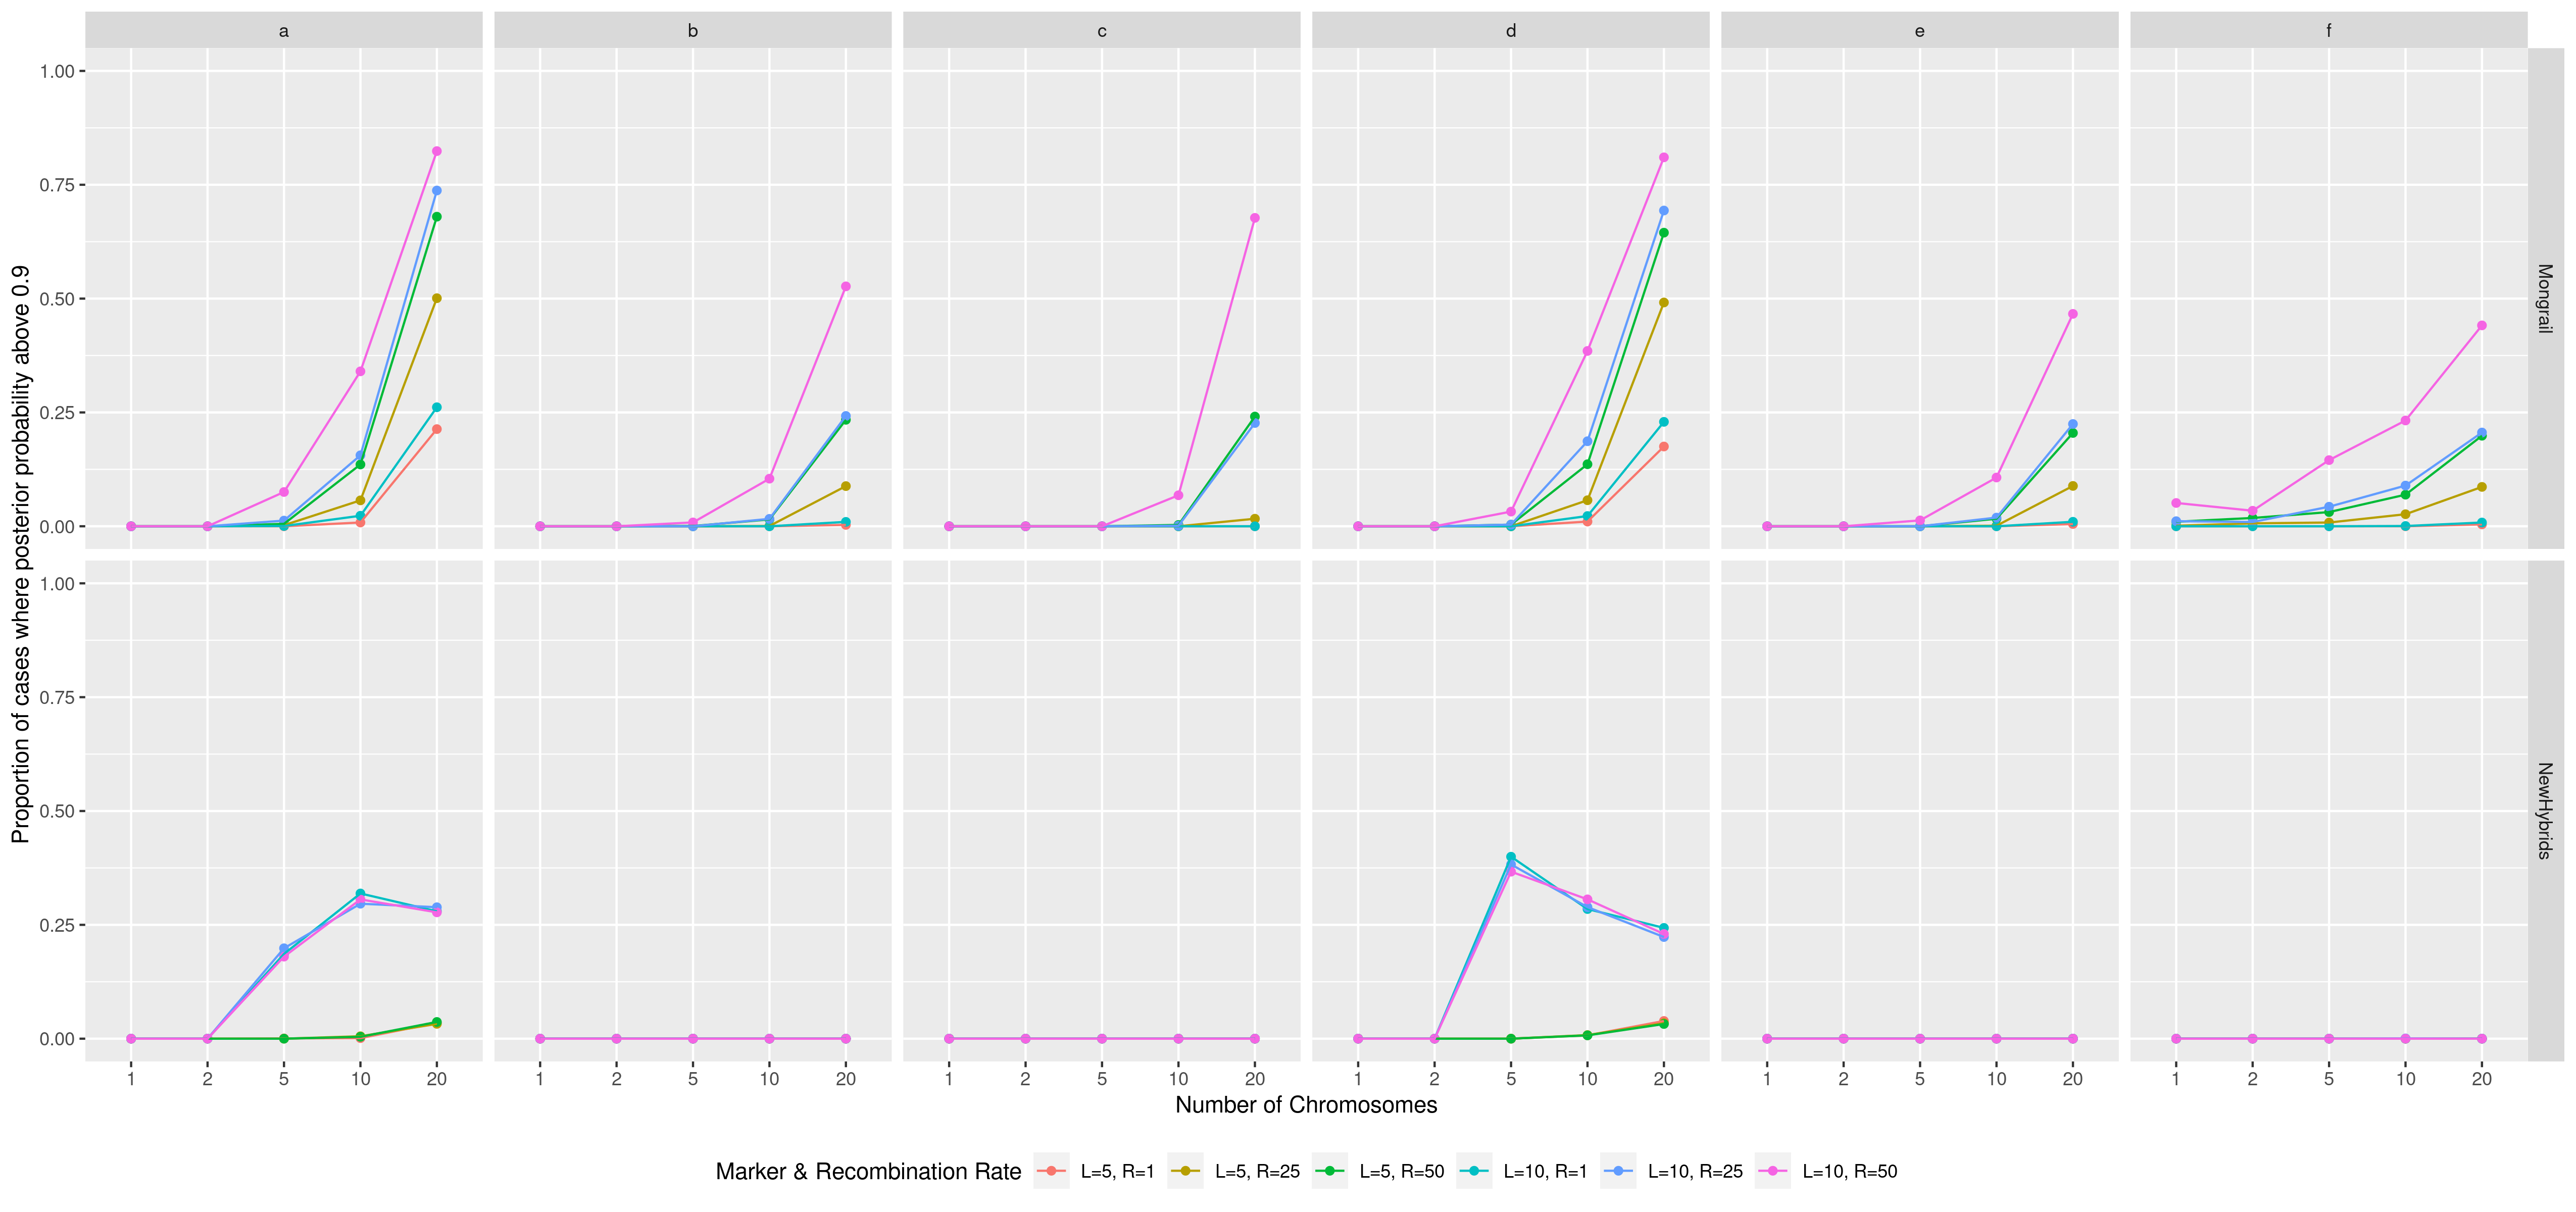 a b c d e f
1.00
0.75
0.50
0.25
0.00
Mongrail
Proportion of cases where posterior probability above 0.9
1.00
0.75
0.50
0.25
0.00
NewHybrids
1 2 5 10 20 1 2 5 10 20 1 2 5 10 20 1 2 5 10 20 1 2 5 10 20 1 2 5 10 20
Number of Chromosomes
Marker & Recombination Rate L=5, R=1 L=5, R=25 L=5, R=50 L=10, R=1 L=10, R=25 L=10, R=50